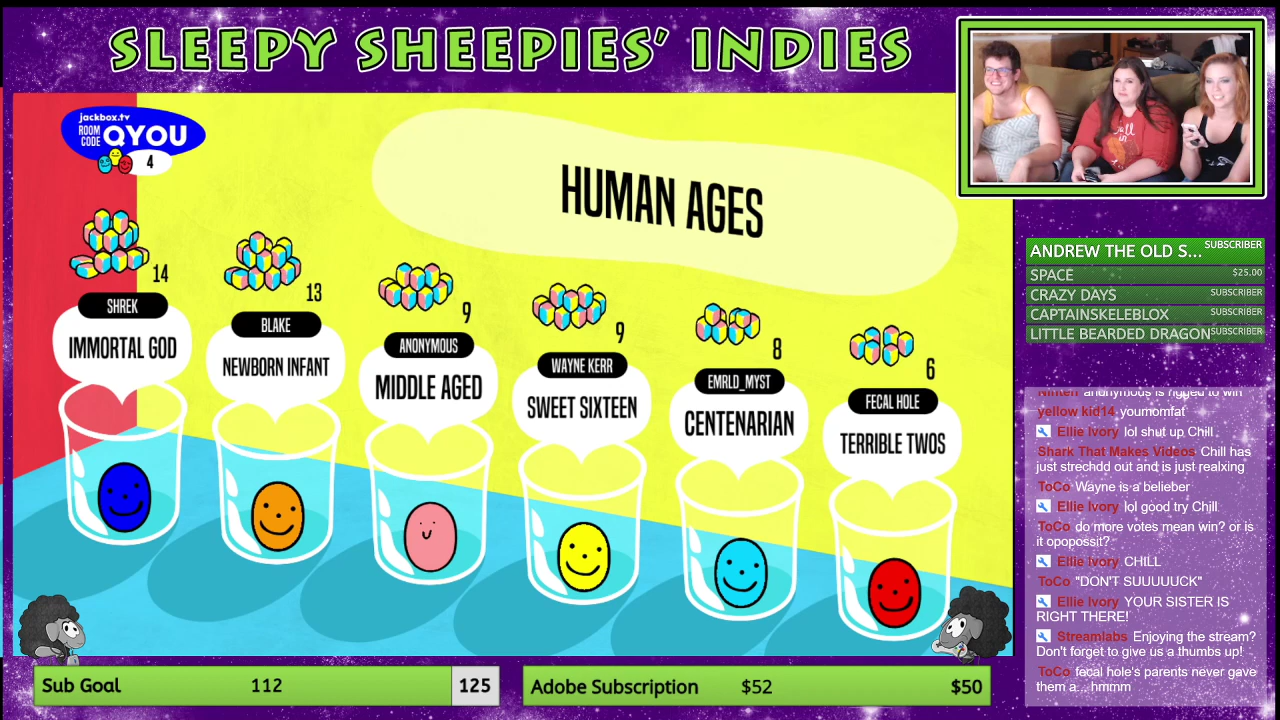 SLEEPY SHEEPIES' INDIES
jackbox.tv
ROOM
CODE
QYOU
4
HUMAN AGES
14
SHREK
IMMORTAL GOD
13
BLAKE
NEWBORN INFANT
9
ANONYMOUS
MIDDLE AGED
9
WAYNE KERR
SWEET SIXTEEN
8
EMRLD_MYST
CENTENARIAN
6
FECAL HOLE
TERRIBLE TWOS
ANDREW THE OLD S... SUBSCRIBER
SPACE $25.00
CRAZY DAYS SUBSCRIBER
CAPTAINSKELEBLOX SUBSCRIBER
LITTLE BEARDED DRAGON SUBSCRIBER
Ninten anonymous is rigged to win
yellow kid14 youmomfat
Ellie Ivory lol shut up Chill
Shark That Makes Videos Chill has
just strechdd out and is just realxing
ToCo Wayne is a belieber
Ellie Ivory lol good try Chill
ToCo do more votes mean win? or is
it opopossit?
Ellie Ivory CHILL
ToCo "DON'T SUUUUUCK"
Ellie Ivory YOUR SISTER IS
RIGHT THERE!
Streamlabs Enjoying the stream?
Don't forget to give us a thumbs up!
ToCo fecal hole's parents never gave
them a... hmmm
Sub Goal 112 125
Adobe Subscription $52 $50